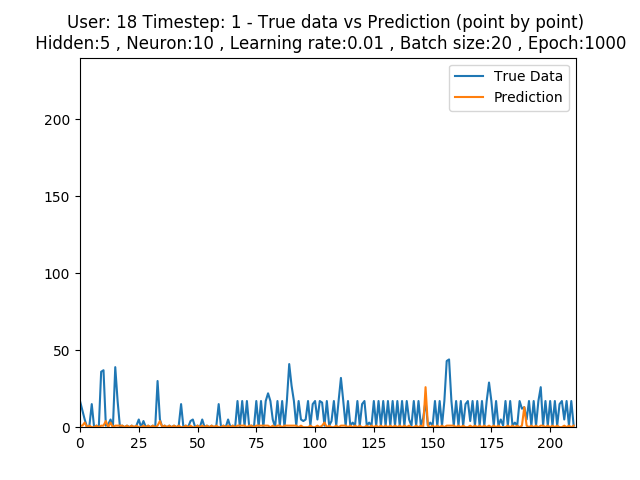 User: 18 Timestep: 1 - True data vs Prediction (point by point)
Hidden:5 , Neuron:10 , Learning rate:0.01 , Batch size:20 , Epoch:1000
True Data
Prediction
200
150
100
50
0
0 25 50 75 100 125 150 175 200